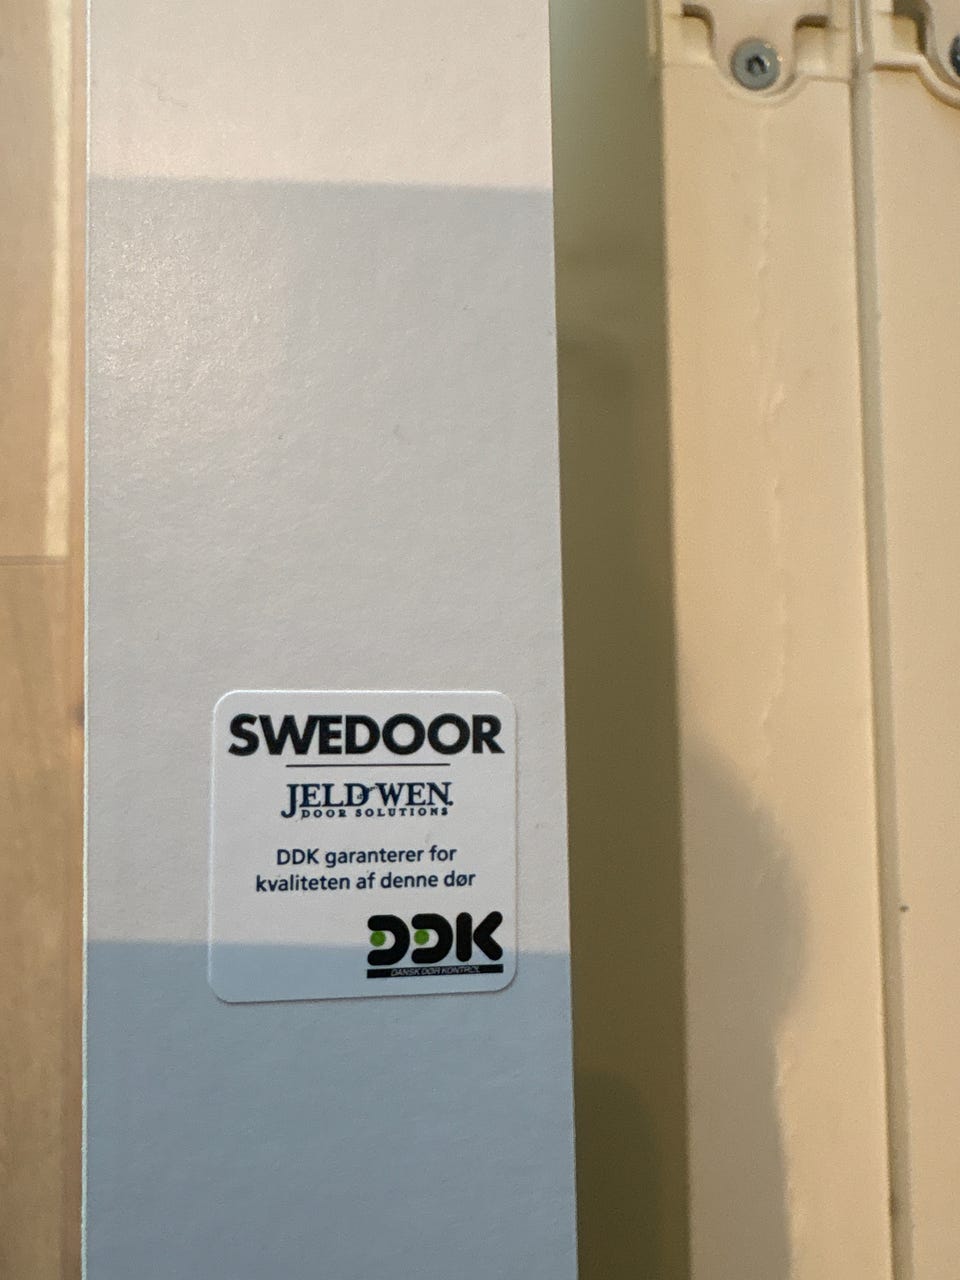 SWEDOOR
JELD-WEN.
DOOR SOLUTIONS
DDK garanterer for
kvaliteten af denne dør
DDK
DANSK DØR KONTROL